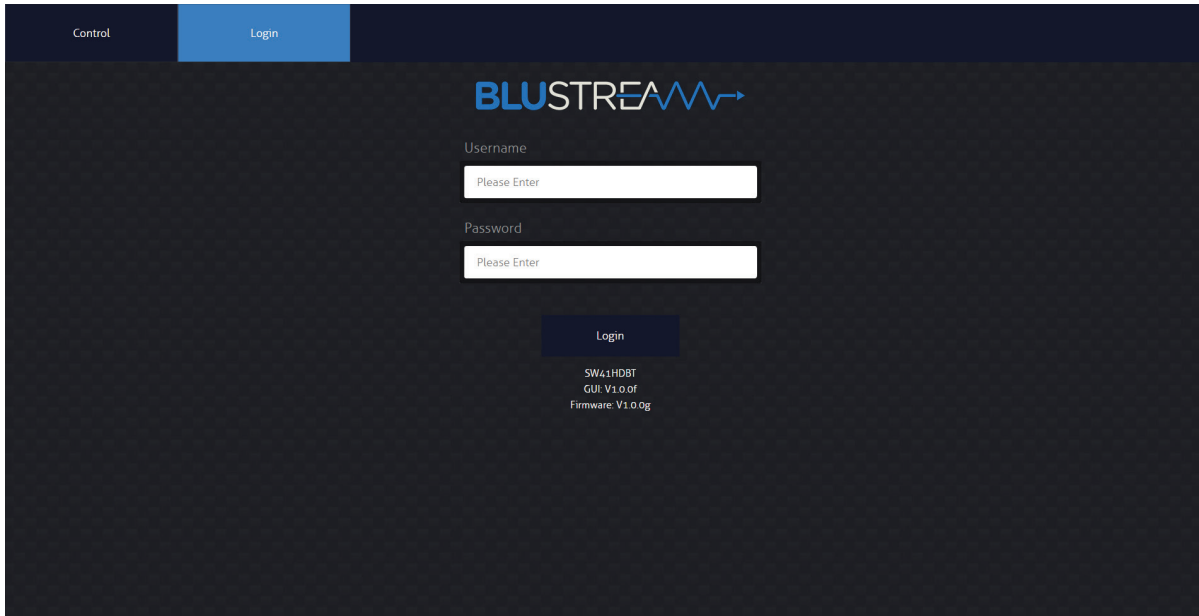 Control
Login
BLUSTREAM
Username
Please Enter
Password
Please Enter
Login
SW41HDBT
GUI: V1.0.0f
Firmware: V1.0.0g